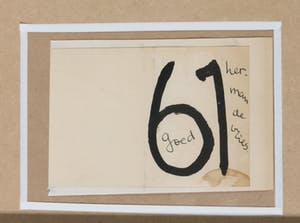 61
goed
her.
man
de
vries